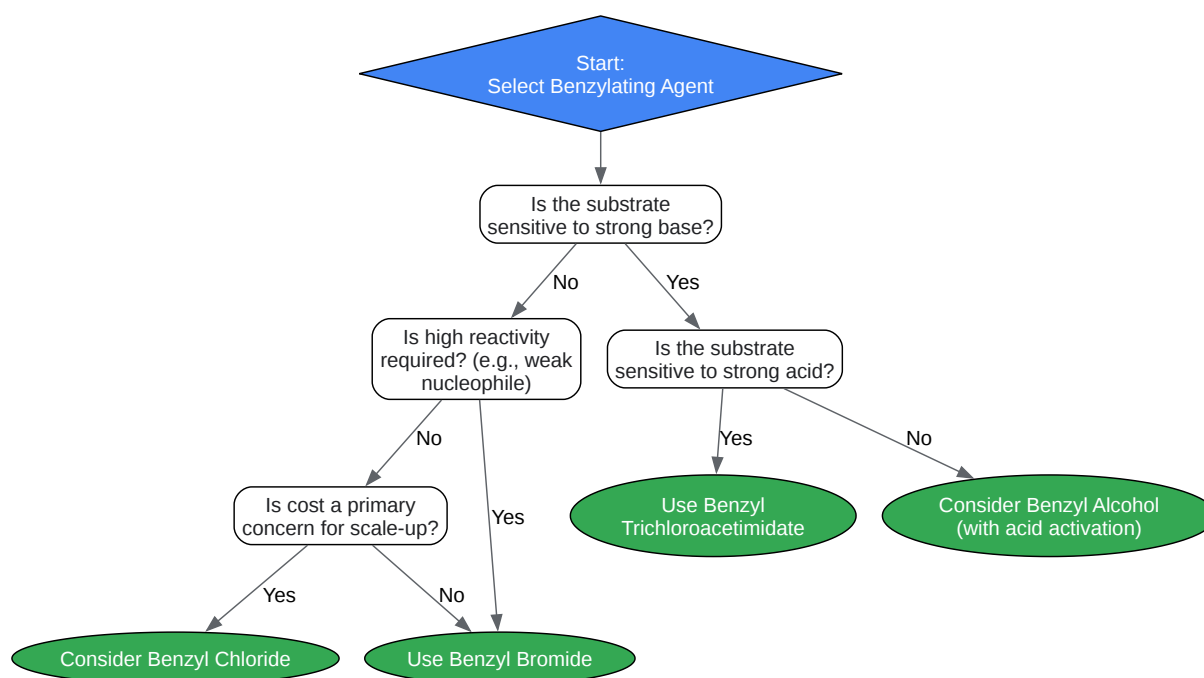 Start:
Select Benzylating Agent
Is the substrate
sensitive to strong base?
No
Yes
Is high reactivity
required? (e.g., weak
nucleophile)
Is the substrate
sensitive to strong acid?
No
Yes
No
Is cost a primary
concern for scale-up?
Yes
Use Benzyl
Trichloroacetimidate
Consider Benzyl Alcohol
(with acid activation)
Yes
No
Consider Benzyl Chloride
Use Benzyl Bromide